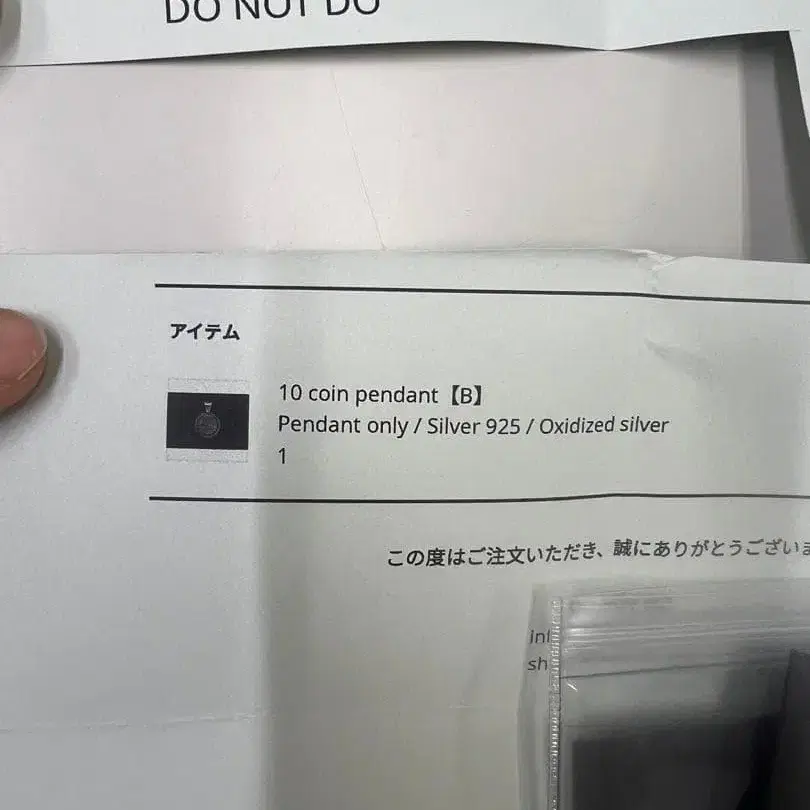 DO NOT DO
アイテム
10 coin pendant【B】
Pendant only / Silver 925 / Oxidized silver
1
この度はご注文いただき、誠にありがとうござい
inf
sh